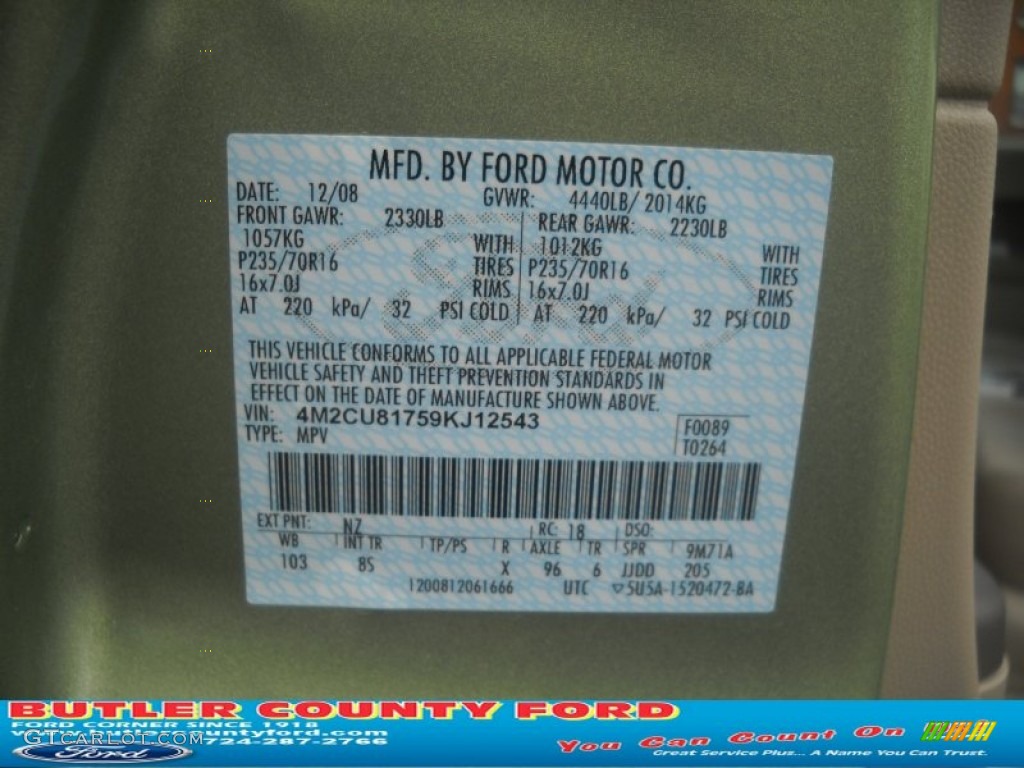 MFD. BY FORD MOTOR CO.
DATE: 12/08 GVWR: 4440LB/ 2014KG
FRONT GAWR: 2330LB REAR GAWR: 2230LB
1057KG WITH 1012KG WITH
P235/70R16 TIRES P235/70R16 TIRES
16x7.0J RIMS 16x7.0J RIMS
AT 220 kPa/ 32 PSI COLD AT 220 kPa/ 32 PSI COLD
THIS VEHICLE CONFORMS TO ALL APPLICABLE FEDERAL MOTOR
VEHICLE SAFETY AND THEFT PREVENTION STANDARDS IN
EFFECT ON THE DATE OF MANUFACTURE SHOWN ABOVE.
VIN: 4M2CU81759KJ12543 F0089
TYPE: MPV T0264
EXT PNT: NZ RC: 18 DSO:
WB INT TR TP/PS R AXLE TR SPR 9M71A
103 8S X 96 6 JJDD 205
1200812061666 UTC 5U5A-1520472-BA
BUTLER COUNTY FORD
FORD CORNER SINCE 1918
GTCarLot.com
724-287-2766
Ford
You Can Count On
Great Service Plus... A Name You Can Trust.